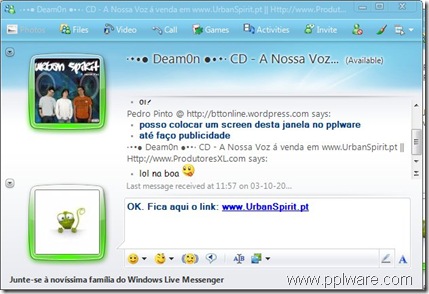 ·-•● Deam0n ●•-· CD - A Nossa Voz á venda em www.UrbanSpirit.pt || Http://www.Produtore...
Photos Files Video Call Games Activities Invite
urban spirit
·-•● Deam0n ●•-· CD - A Nossa Voz... (Available)
Pedro Pinto @ http://bttonline.wordpress.com says:
• posso colocar um screen desta janela no pplware
• até faço publicidade
·-•● Deam0n ●•-· CD - A Nossa Voz á venda em www.UrbanSpirit.pt ||
Http://www.ProdutoresXL.com says:
• lol na boa
Last message received at 11:57 on 03-10-20...
OK. Fica aqui o link: www.UrbanSpirit.pt
Junte-se à novíssima família do Windows Live Messenger
www.pplware.com